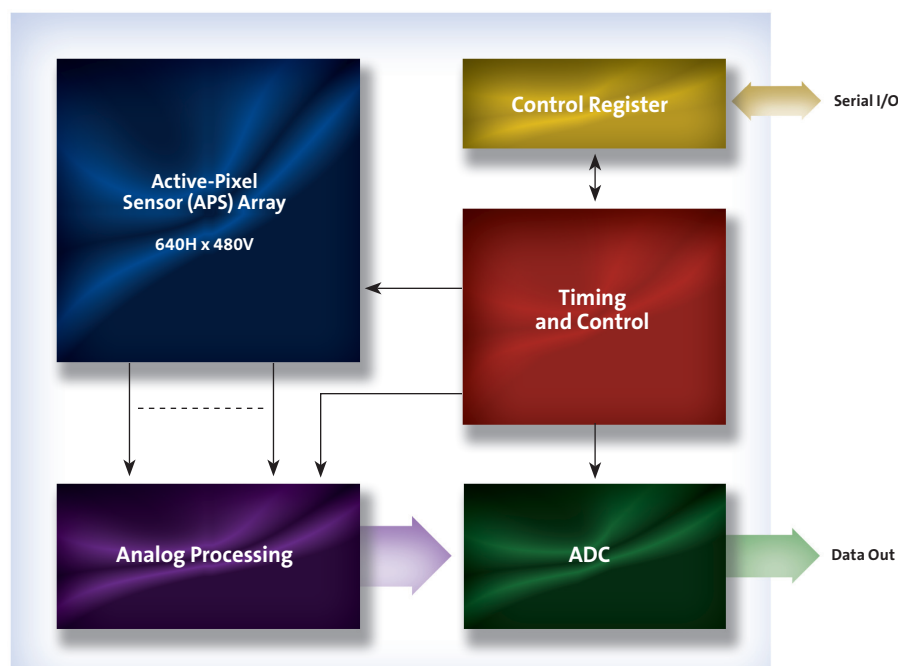 Active-Pixel
Sensor (APS) Array
640H x 480V
Control Register
Serial I/O
Timing
and Control
Analog Processing
ADC
Data Out